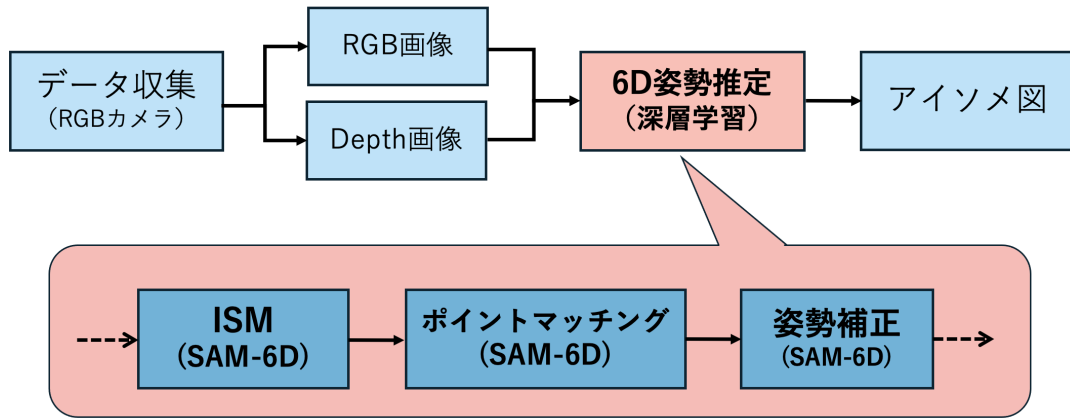 データ収集
（RGBカメラ）
RGB画像
Depth画像
6D姿勢推定
（深層学習）
アイソメ図
ISM
(SAM-6D)
ポイントマッチング
(SAM-6D)
姿勢補正
(SAM-6D)